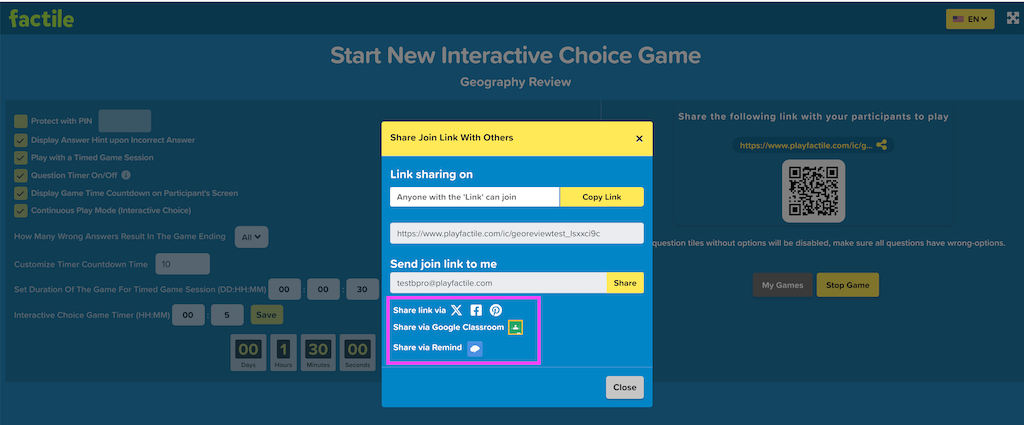 factile
EN
Start New Interactive Choice Game
Geography Review
Protect with PIN
Display Answer Hint upon Incorrect Answer
Play with a Timed Game Session
Question Timer On/Off
Display Game Time Countdown on Participant's Screen
Continuous Play Mode (Interactive Choice)
How Many Wrong Answers Result In The Game Ending All
Customize Timer Countdown Time 10
Set Duration Of The Game For Timed Game Session (DD:HH:MM) 00 : 00 : 30
Interactive Choice Game Timer (HH:MM) 00 : 5 Save
00 1 30 00
Days Hours Minutes Seconds
Share Join Link With Others ×
Link sharing on
Anyone with the 'Link' can join Copy Link
https://www.playfactile.com/ic/georeviewtest_lsxxci9c
Send join link to me
testbpro@playfactile.com Share
Share link via
Share via Google Classroom
Share via Remind
Close
Share the following link with your participants to play
https://www.playfactile.com/ic/g...
question tiles without options will be disabled, make sure all questions have wrong-options.
My Games Stop Game